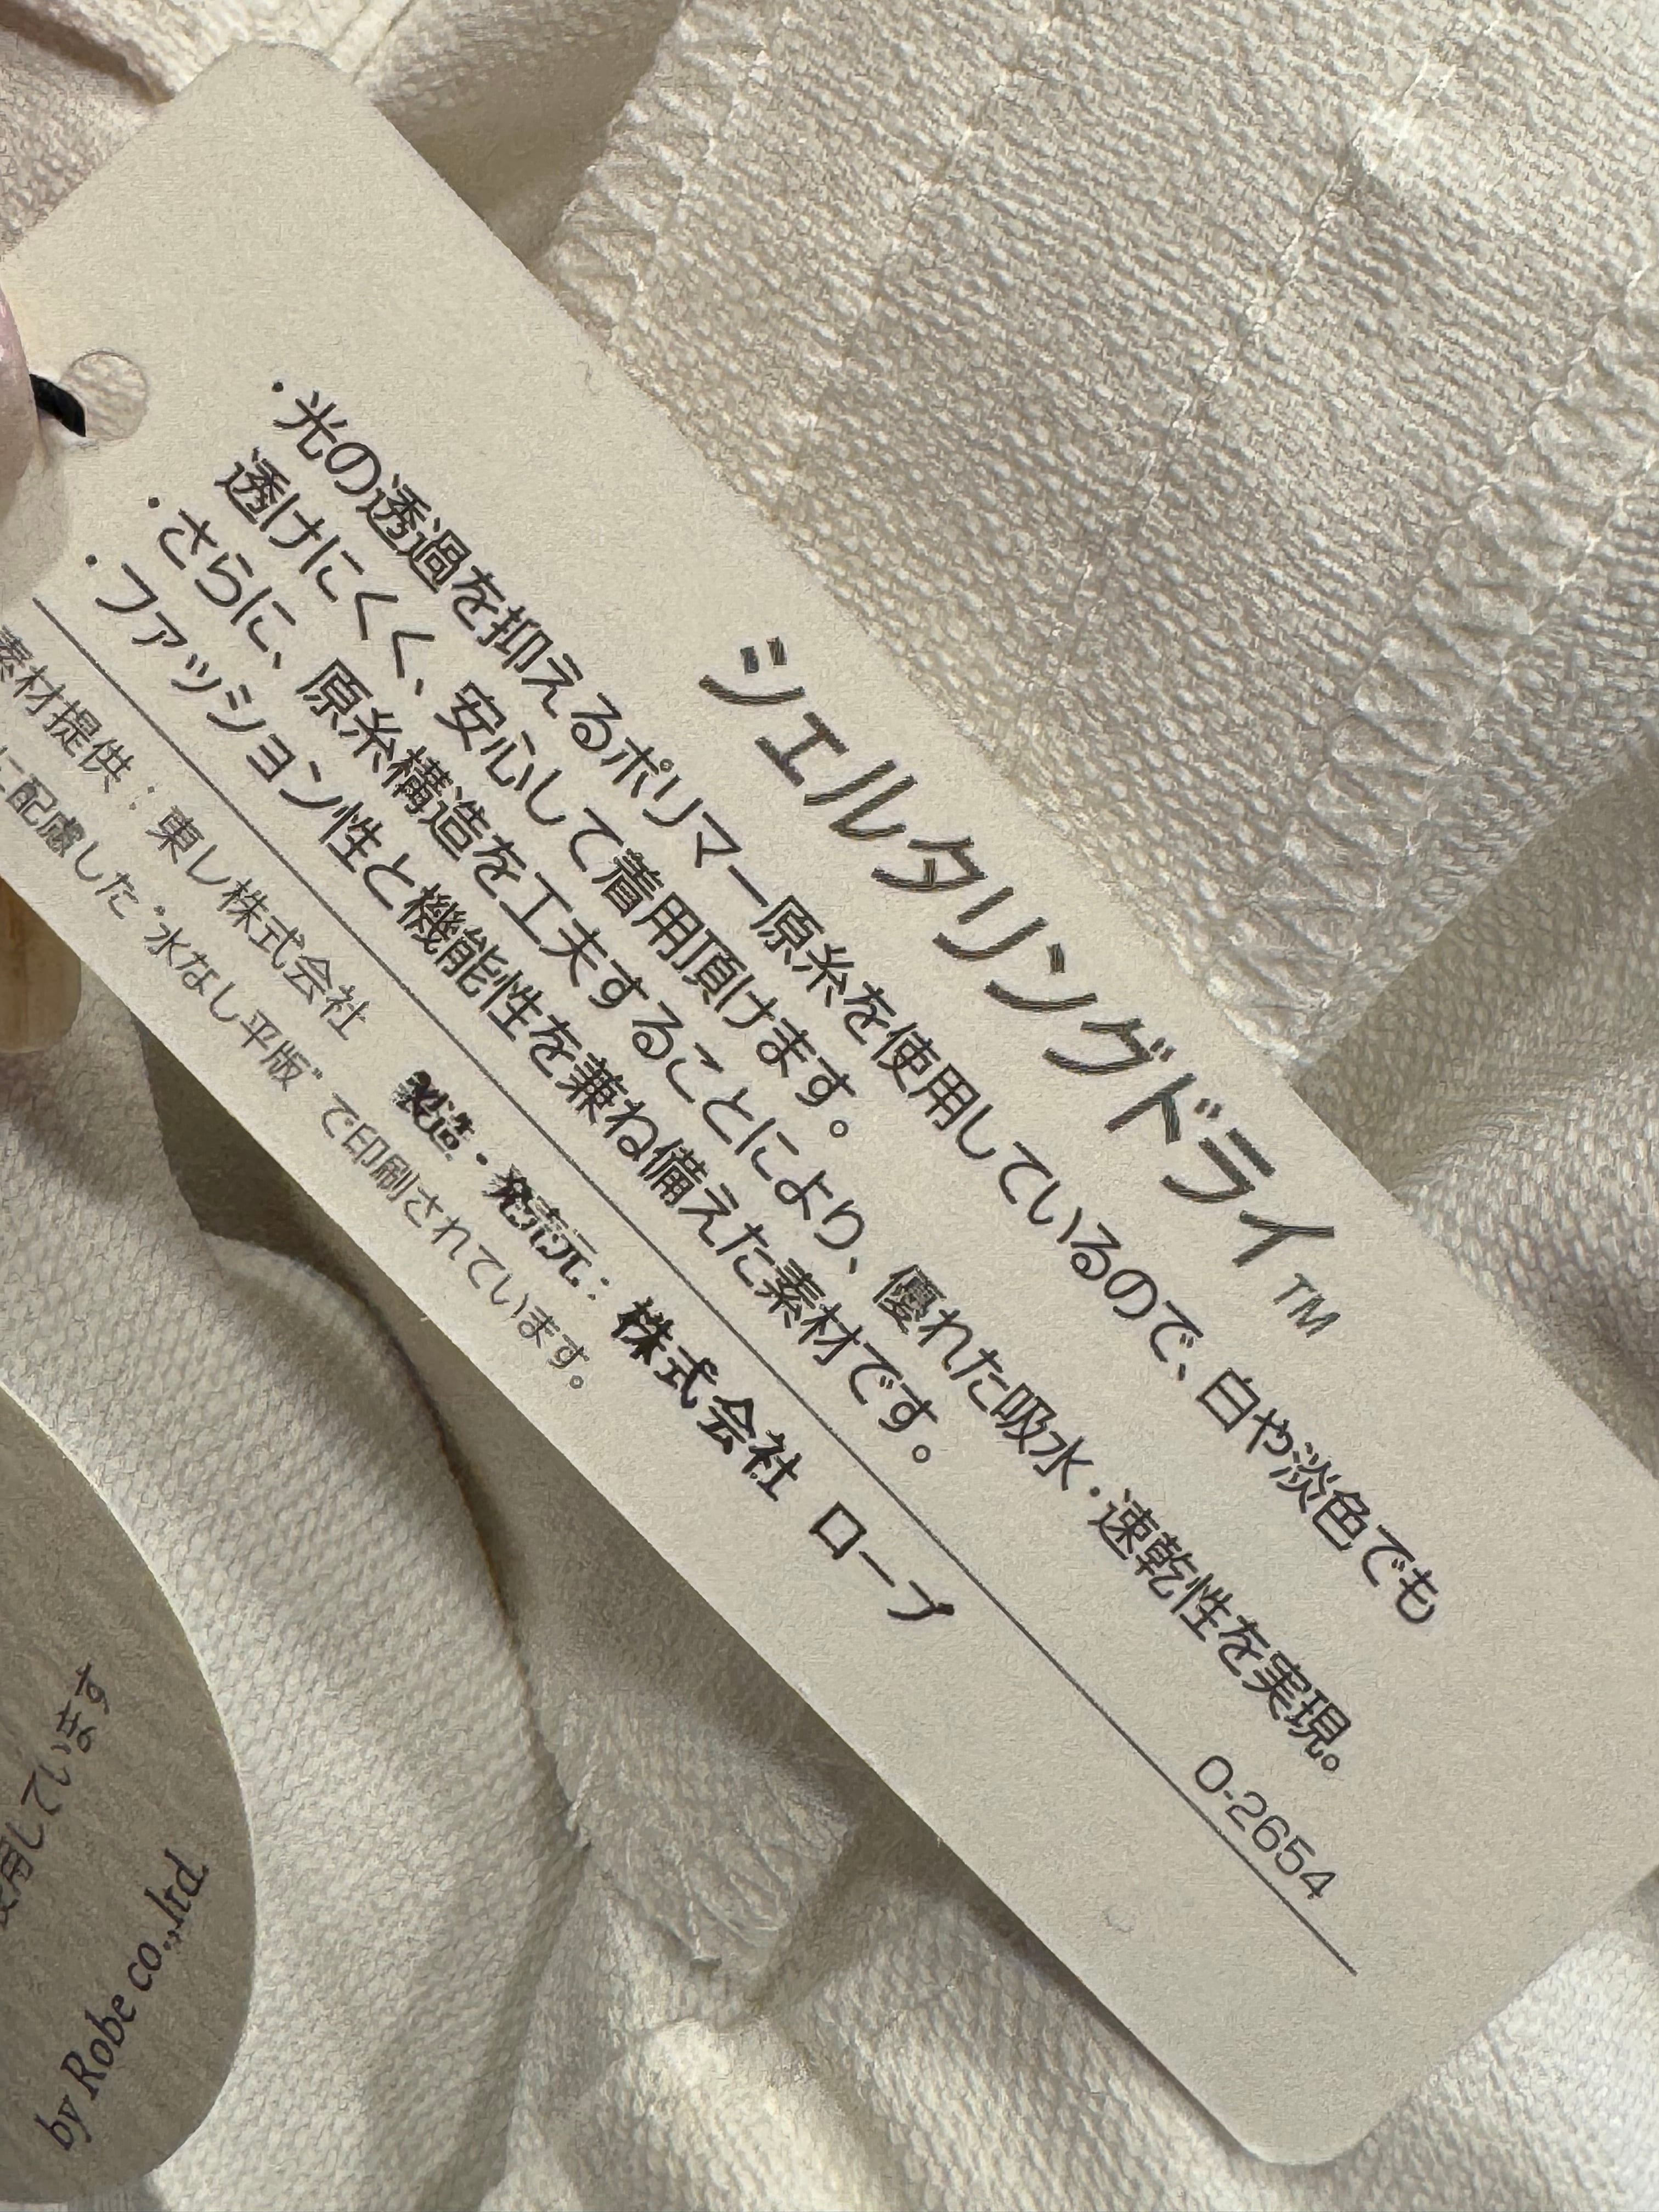 シェルタリングドライ™
・光の透過を抑えるポリマー原糸を使用しているので、白や淡色でも
透けにくく、安心して着用頂けます。
・さらに、原糸構造を工夫することにより、優れた吸水・速乾性を実現。
・ファッション性と機能性を兼ね備えた素材です。
0-2654
素材提供：東レ株式会社 製造・発売元：株式会社 ローブ
に配慮した“水なし平版”で印刷されています。
用しています
by Robe co.,ltd.